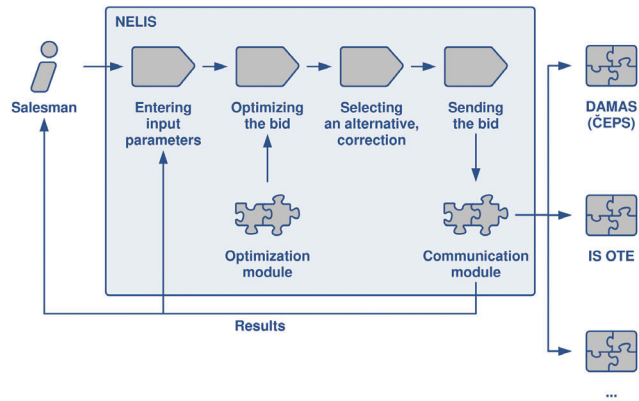 NELIS
Salesman
Entering
input
parameters
Optimizing
the bid
Selecting
an alternative,
correction
Sending
the bid
DAMAS
(ČEPS)
Optimization
module
Communication
module
IS OTE
Results
...